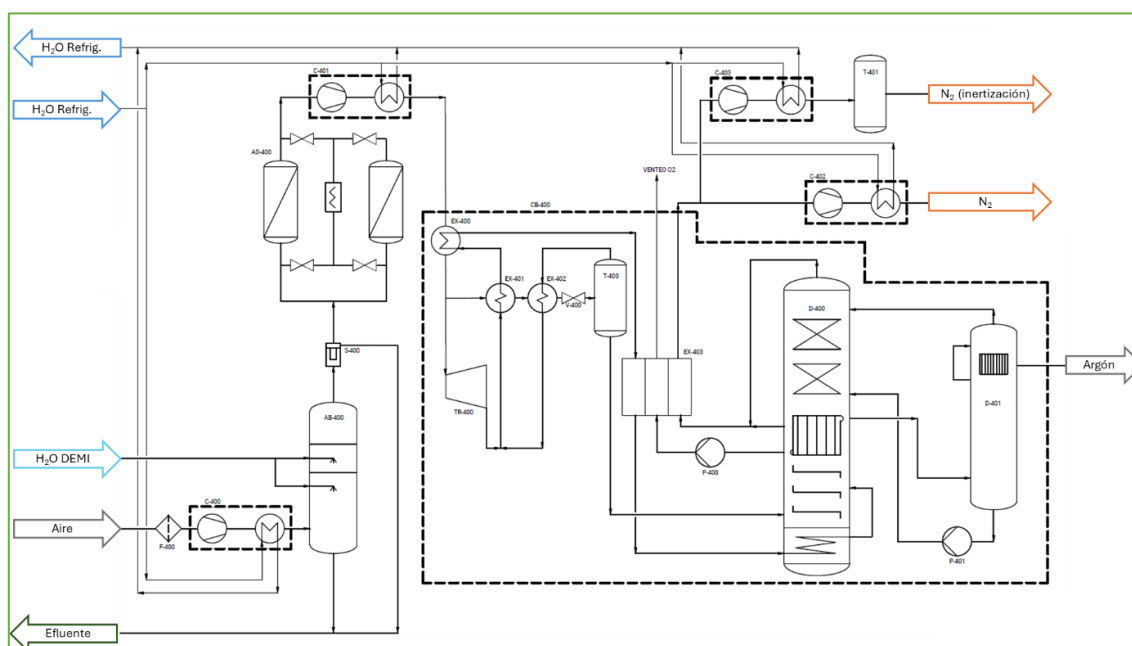 H₂O Refrig.
C-401
C-403
T-401
N₂ (inertización)
H₂O Refrig.
AD-400
VENTEO O2
C-402
N₂
CB-400
EX-400
EX-401
EX-402
T-400
V-400
D-400
S-400
EX-403
Argón
D-401
TR-400
AB-400
H₂O DEMI
P-400
C-400
Aire
F-400
P-401
Efluente